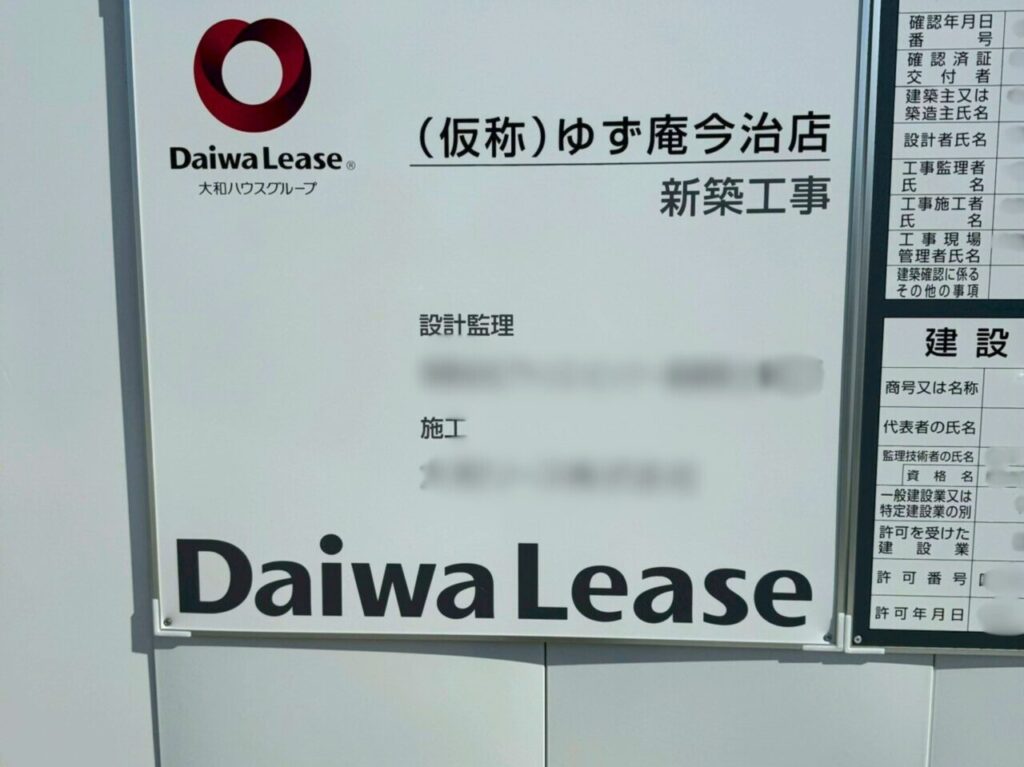 Daiwa Lease®
大和ハウスグループ
(仮称)ゆず庵今治店
新築工事
設計監理
施工
Daiwa Lease
確認年月日
番号
確認済証
交付者
建築主又は
築造主氏名
設計者氏名
工事監理者
氏名
工事施工者
氏名
工事現場
管理者氏名
建築確認に係る
その他の事項
建設
商号又は名称
代表者の氏名
監理技術者の氏名
資格名
一般建設業又は
特定建設業の別
許可を受けた
建設業
許可番号
許可年月日